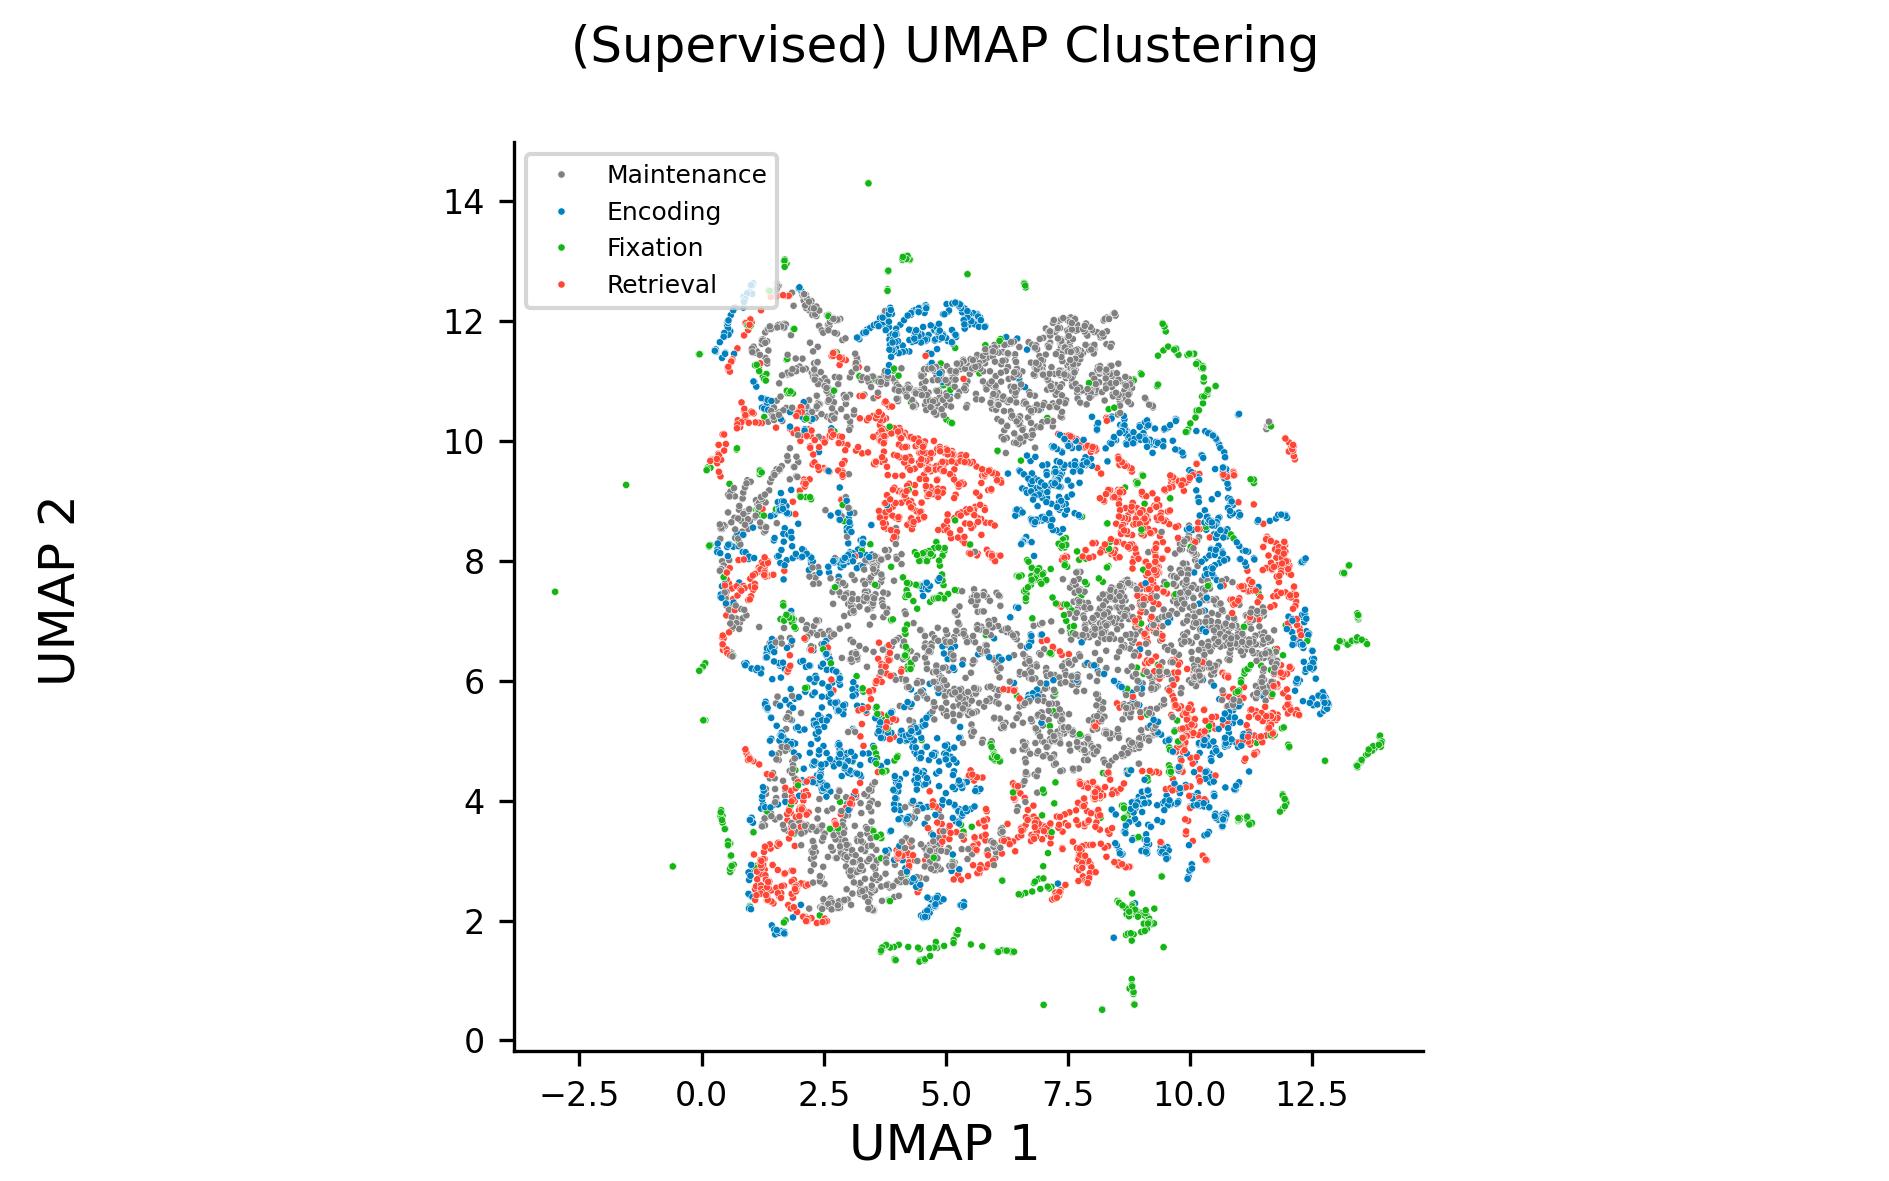 (Supervised) UMAP Clustering
Maintenance
Encoding
Fixation
Retrieval
UMAP 2
14
12
10
8
6
4
2
0
−2.5 0.0 2.5 5.0 7.5 10.0 12.5
UMAP 1